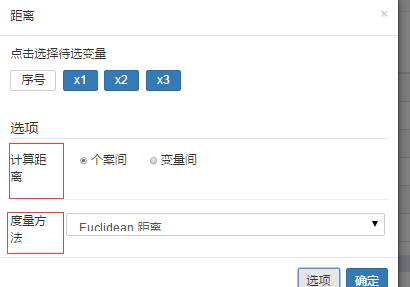 距离 ×
点击选择待选变量
序号 x1 x2 x3
选项
计算距 个案间 变量间
离
度量方 Euclidean 距离
法
选项 确定